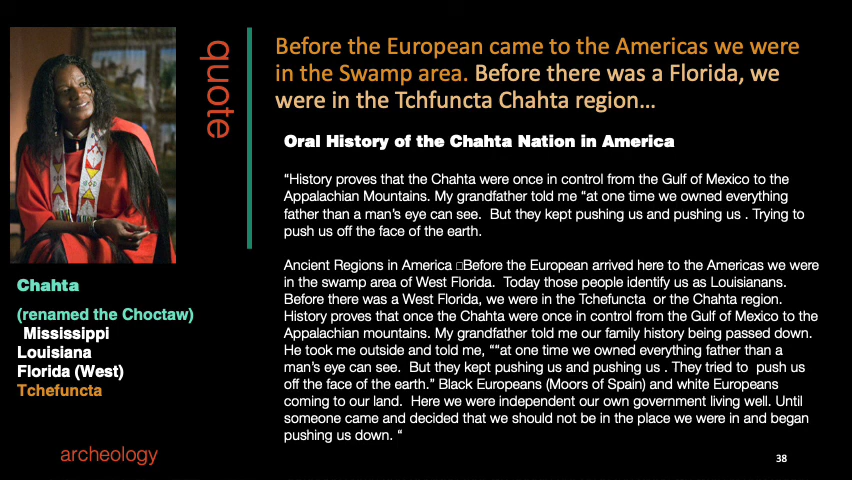 quote
Before the European came to the Americas we were
in the Swamp area. Before there was a Florida, we
were in the Tchfuncta Chahta region…
Oral History of the Chahta Nation in America
“History proves that the Chahta were once in control from the Gulf of Mexico to the
Appalachian Mountains. My grandfather told me “at one time we owned everything
father than a man’s eye can see.  But they kept pushing us and pushing us . Trying to
push us off the face of the earth.
Ancient Regions in America □Before the European arrived here to the Americas we were
in the swamp area of West Florida.  Today those people identify us as Louisianans.
Before there was a West Florida, we were in the Tchefuncta  or the Chahta region.
History proves that once the Chahta were once in control from the Gulf of Mexico to the
Appalachian mountains. My grandfather told me our family history being passed down.
He took me outside and told me, ““at one time we owned everything father than a
man’s eye can see.  But they kept pushing us and pushing us . They tried to  push us
off the face of the earth.” Black Europeans (Moors of Spain) and white Europeans
coming to our land.  Here we were independent our own government living well. Until
someone came and decided that we should not be in the place we were in and began
pushing us down. “
Chahta
(renamed the Choctaw)
Mississippi
Louisiana
Florida (West)
Tchefuncta
archeology
38